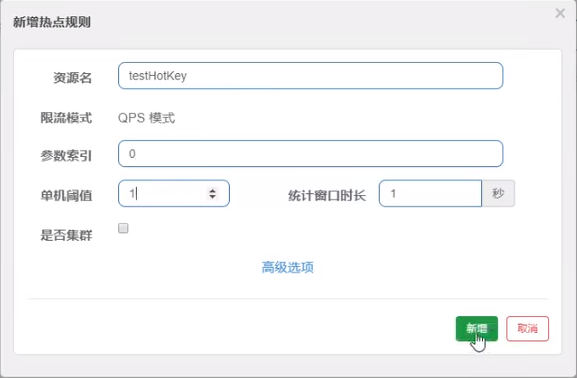 新增热点规则
资源名 testHotKey
限流模式 QPS 模式
参数索引 0
单机阈值 1 统计窗口时长 1 秒
是否集群
高级选项
新增 取消